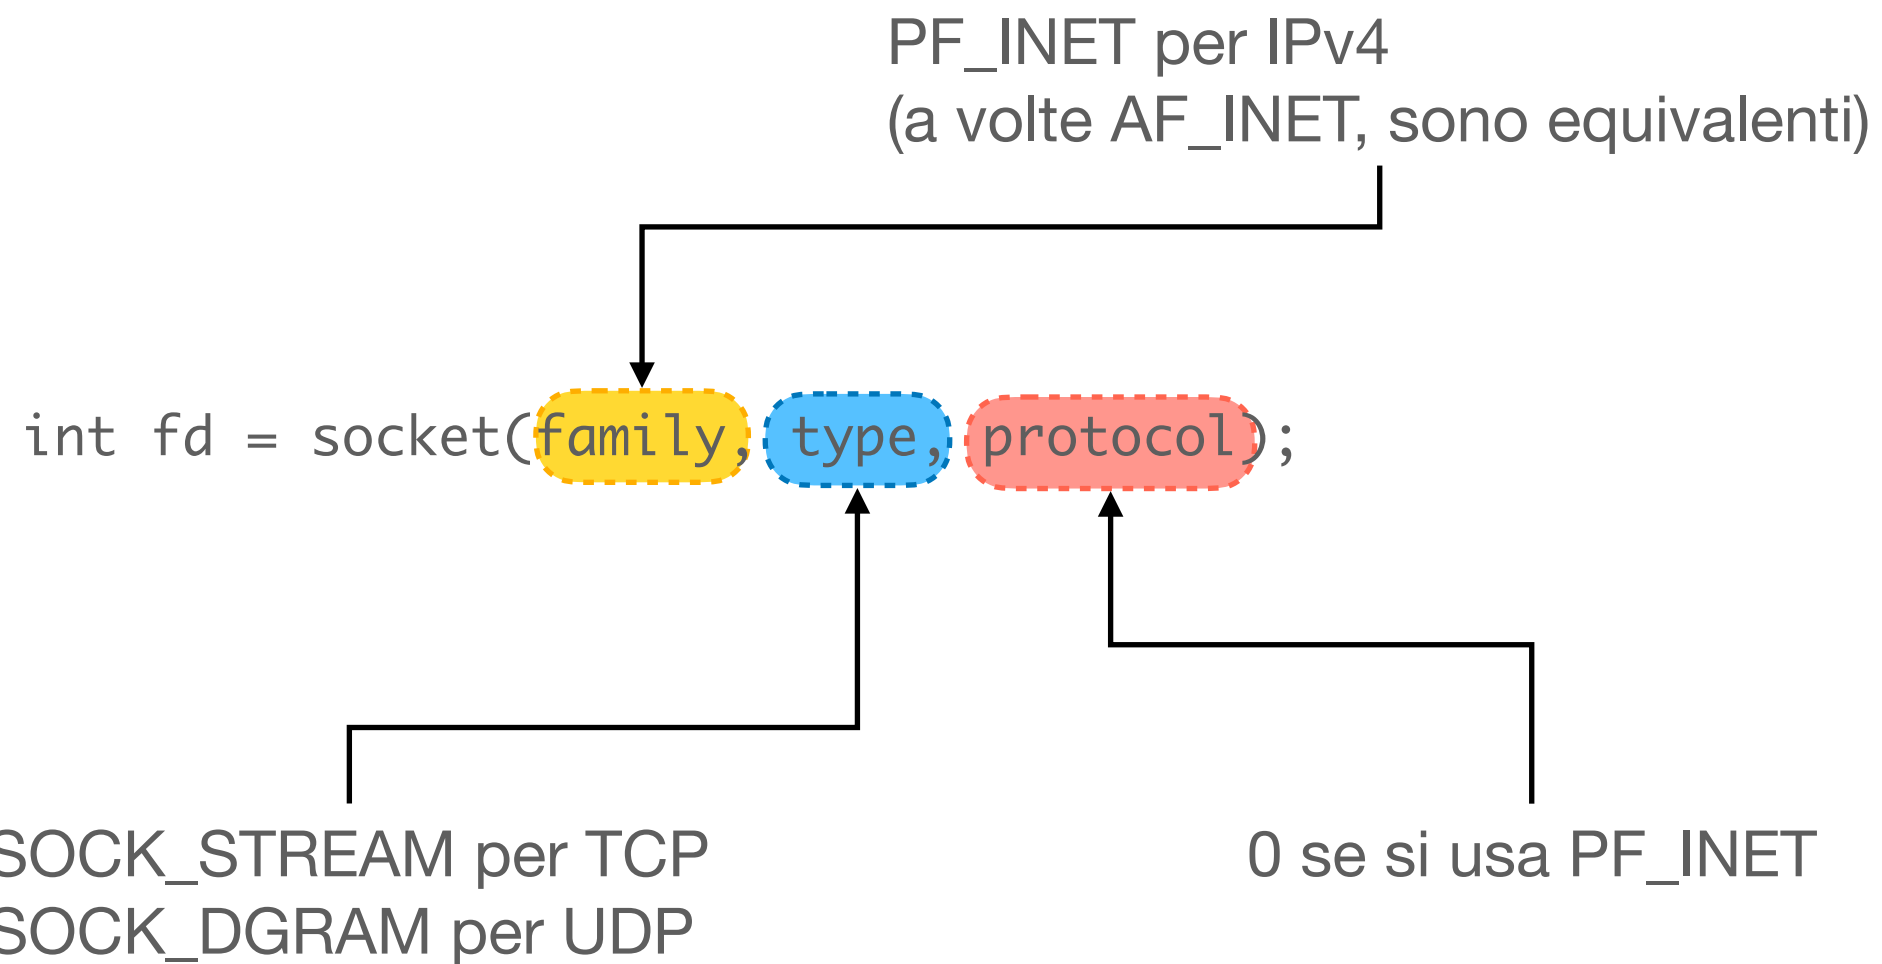 PF_INET per IPv4
(a volte AF_INET, sono equivalenti)
int fd = socket(family, type, protocol);
SOCK_STREAM per TCP
SOCK_DGRAM per UDP
0 se si usa PF_INET